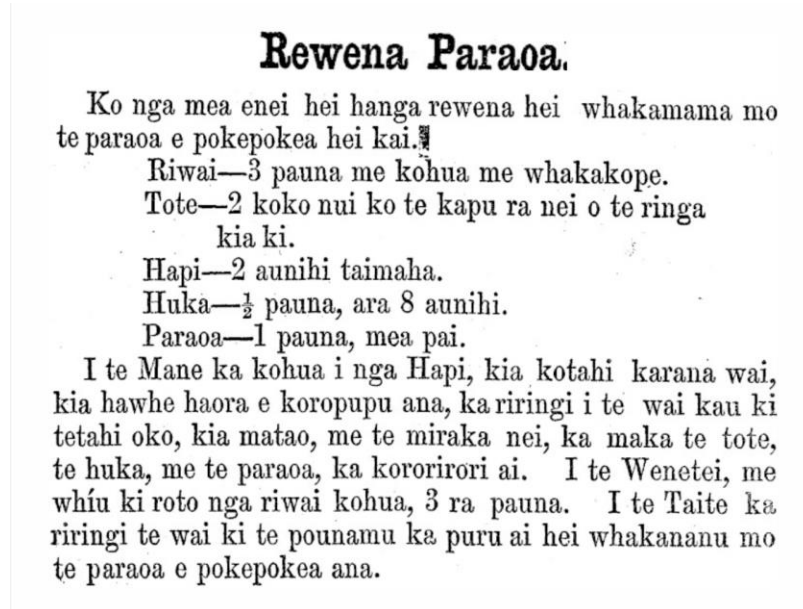 Rewena Paraoa.
Ko nga mea enei hei hanga rewena hei whakamama mo
te paraoa e pokepokea hei kai.
Riwai—3 pauna me kohua me whakakope.
Tote—2 koko nui ko te kapu ra nei o te ringa
kia ki.
Hapi—2 aunihi taimaha.
Huka—½ pauna, ara 8 aunihi.
Paraoa—1 pauna, mea pai.
I te Mane ka kohua i nga Hapi, kia kotahi karana wai,
kia hawhe haora e koropupu ana, ka riringi i te wai kau ki
tetahi oko, kia matao, me te miraka nei, ka maka te tote,
te huka, me te paraoa, ka kororirori ai. I te Wenetei, me
whíu ki roto nga riwai kohua, 3 ra pauna. I te Taite ka
riringi te wai ki te pounamu ka puru ai hei whakananu mo
te paraoa e pokepokea ana.